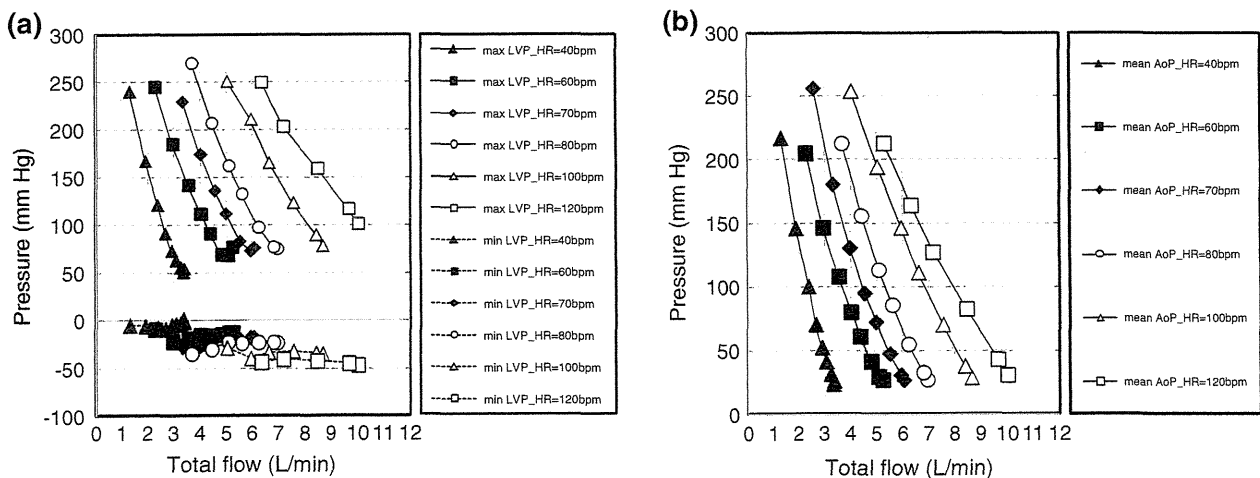 (a)
300
250
200
150
100
50
0
-50
-100
Pressure (mm Hg)
0 1 2 3 4 5 6 7 8 9 10 11 12
Total flow (L/min)
max LVP_HR=40bpm
max LVP_HR=60bpm
max LVP_HR=70bpm
max LVP_HR=80bpm
max LVP_HR=100bpm
max LVP_HR=120bpm
min LVP_HR=40bpm
min LVP_HR=60bpm
min LVP_HR=70bpm
min LVP_HR=80bpm
min LVP_HR=100bpm
min LVP_HR=120bpm
(b)
300
250
200
150
100
50
0
Pressure (mm Hg)
0 1 2 3 4 5 6 7 8 9 10 11 12
Total flow (L/min)
mean AoP_HR=40bpm
mean AoP_HR=60bpm
mean AoP_HR=70bpm
mean AoP_HR=80bpm
mean AoP_HR=100bpm
mean AoP_HR=120bpm